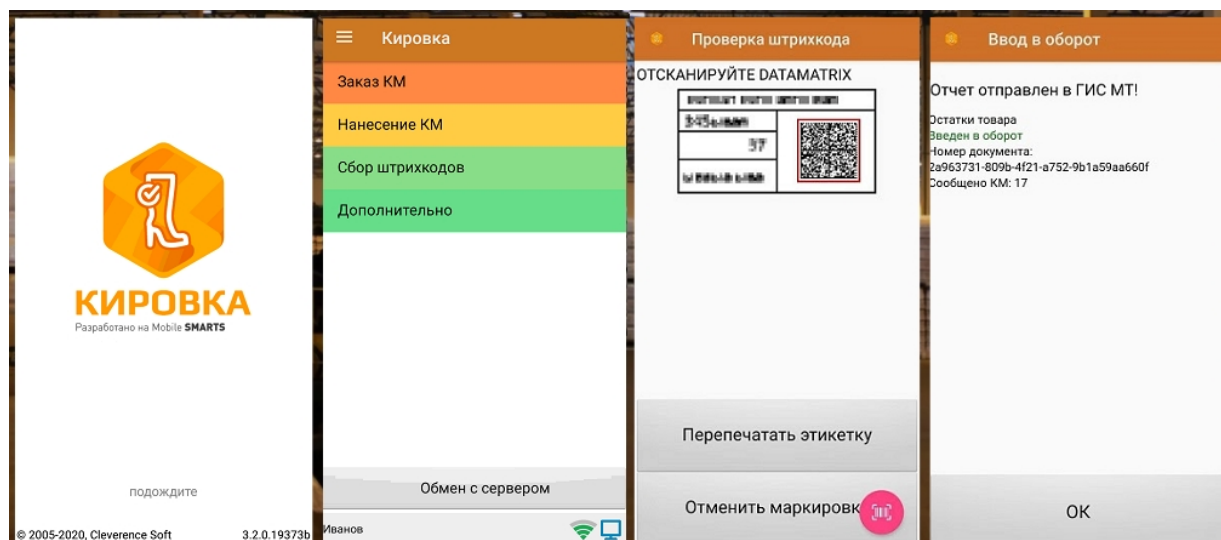 КИРОВКА
Разработано на Mobile SMARTS
подождите
© 2005-2020, Cleverence Soft 3.2.0.19373b
Кировка
Заказ КМ
Нанесение КМ
Сбор штрихкодов
Дополнительно
Обмен с сервером
Иванов
Проверка штрихкода
ОТСКАНИРУЙТЕ DATAMATRIX
37
Перепечатать этикетку
Отменить маркировк
Ввод в оборот
Отчет отправлен в ГИС МТ!
Остатки товара
Введен в оборот
Номер документа:
2a963731-809b-4f21-a752-9b1a59aa660f
Сообщено КМ: 17
ОК